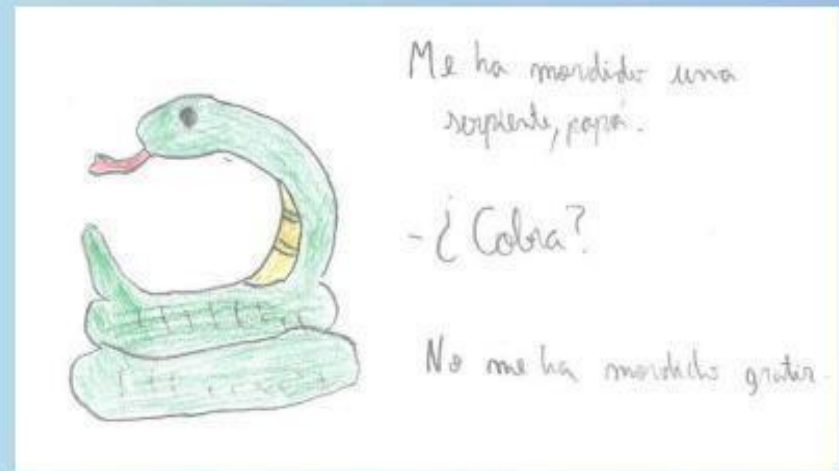 Me ha mordido una
serpiente, papá.
- ¿Cobra?
No me ha mordido gratis.